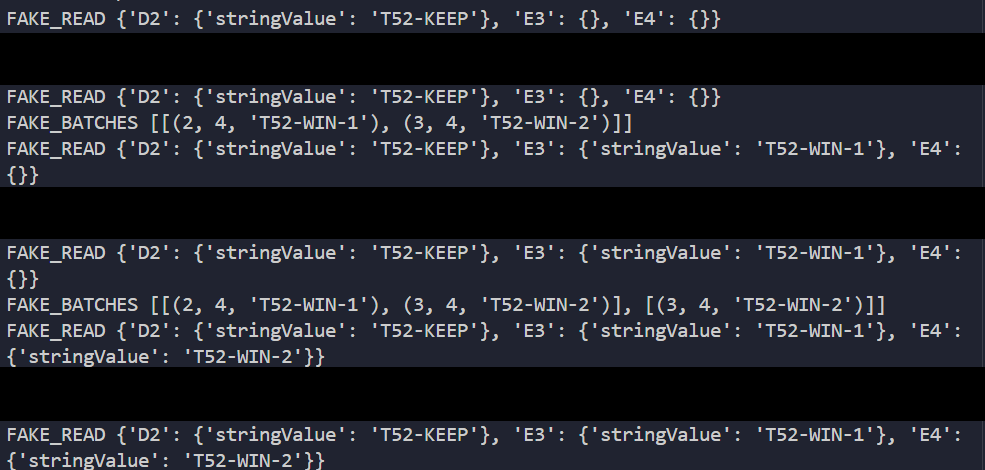 FAKE_READ {'D2': {'stringValue': 'T52-KEEP'}, 'E3': {}, 'E4': {}}
FAKE_READ {'D2': {'stringValue': 'T52-KEEP'}, 'E3': {}, 'E4': {}}
FAKE_BATCHES [[(2, 4, 'T52-WIN-1'), (3, 4, 'T52-WIN-2')]]
FAKE_READ {'D2': {'stringValue': 'T52-KEEP'}, 'E3': {'stringValue': 'T52-WIN-1'}, 'E4':
{}}
FAKE_READ {'D2': {'stringValue': 'T52-KEEP'}, 'E3': {'stringValue': 'T52-WIN-1'}, 'E4':
{}}
FAKE_BATCHES [[(2, 4, 'T52-WIN-1'), (3, 4, 'T52-WIN-2')], [(3, 4, 'T52-WIN-2')]]
FAKE_READ {'D2': {'stringValue': 'T52-KEEP'}, 'E3': {'stringValue': 'T52-WIN-1'}, 'E4':
{'stringValue': 'T52-WIN-2'}}
FAKE_READ {'D2': {'stringValue': 'T52-KEEP'}, 'E3': {'stringValue': 'T52-WIN-1'}, 'E4':
{'stringValue': 'T52-WIN-2'}}